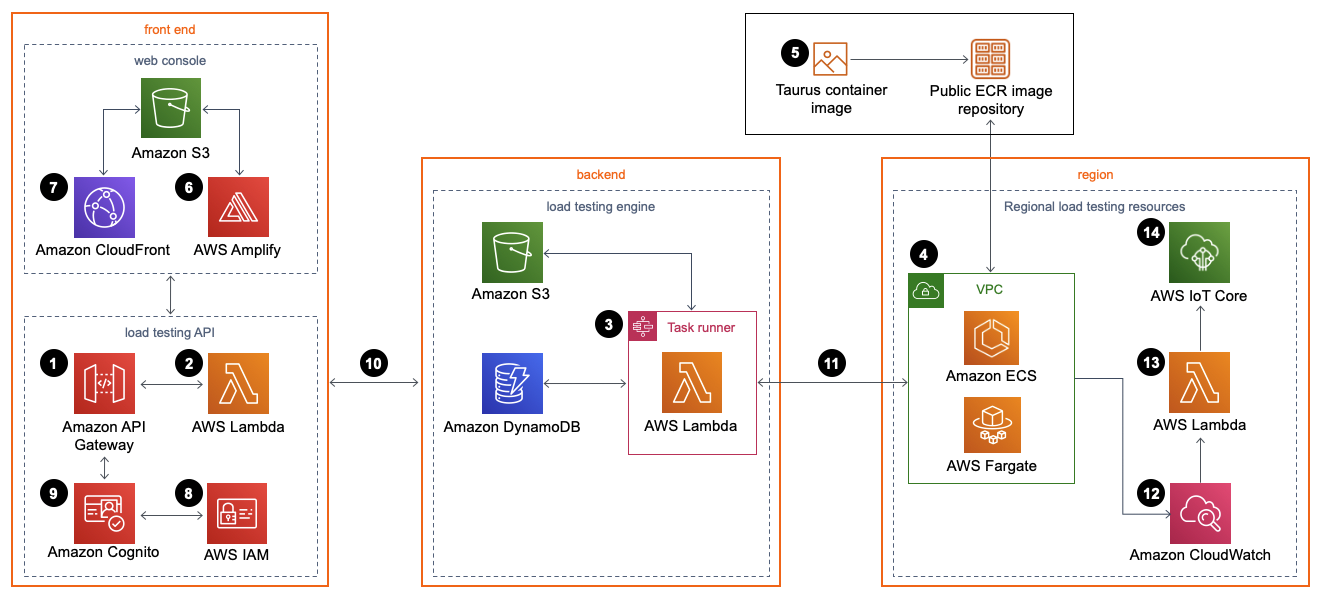 front end
web console
Amazon S3
7
6
Amazon CloudFront
AWS Amplify
load testing API
1
2
Amazon API
Gateway
AWS Lambda
9
8
Amazon Cognito
AWS IAM
10
backend
load testing engine
Amazon S3
3
Task runner
Amazon DynamoDB
AWS Lambda
11
5
Taurus container
image
Public ECR image
repository
region
Regional load testing resources
4
VPC
Amazon ECS
AWS Fargate
14
AWS IoT Core
13
AWS Lambda
12
Amazon CloudWatch